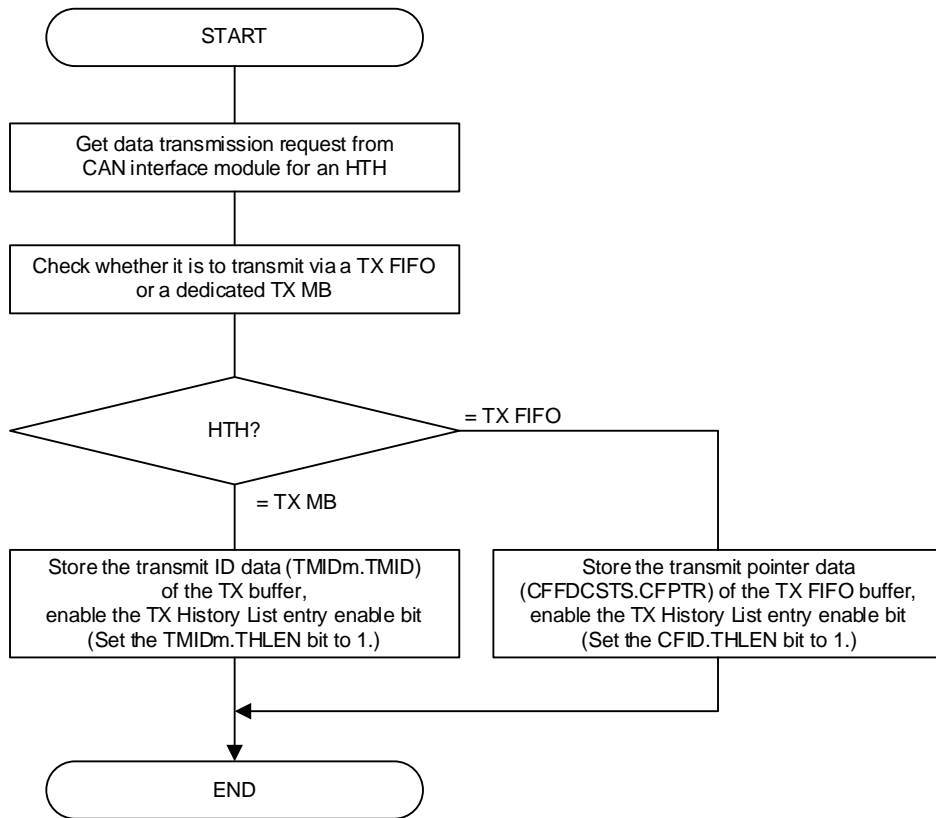 START
Get data transmission request from
CAN interface module for an HTH
Check whether it is to transmit via a TX FIFO
or a dedicated TX MB
HTH?
= TX FIFO
= TX MB
Store the transmit ID data (TMIDm.TMID)
of the TX buffer,
enable the TX History List entry enable bit
(Set the TMIDm.THLEN bit to 1.)
Store the transmit pointer data
(CFFDCSTS.CFPTR) of the TX FIFO buffer,
enable the TX History List entry enable bit
(Set the CFID.THLEN bit to 1.)
END